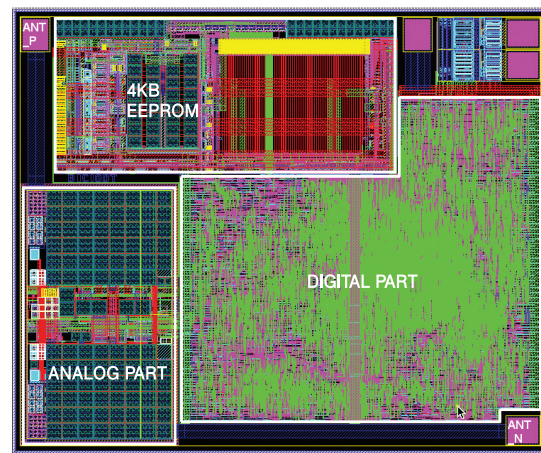 ANT
_P
4KB
EEPROM
DIGITAL PART
ANALOG PART
ANT
_N